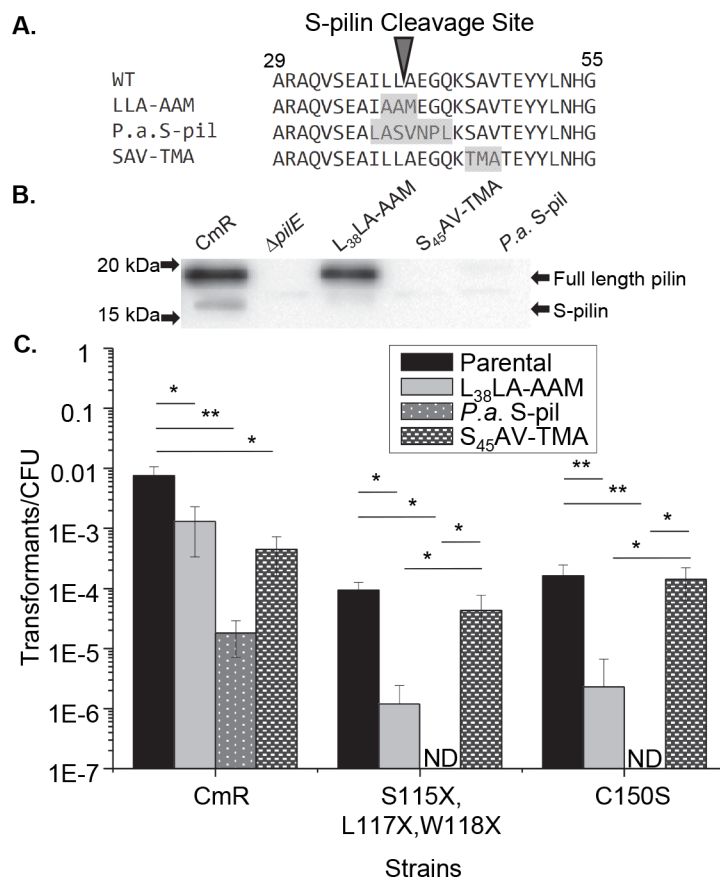 A.
S-pilin Cleavage Site
29 55
WT ARAQVSEAILLAEGQKSAVTEYYLNHG
LLA-AAM ARAQVSEAIAAMEGQKSAVTEYYLNHG
P.a.S-pil ARAQVSEALASVNPLKSAVTEYYLNHG
SAV-TMA ARAQVSEAILLAEGQKTMATEYYLNHG
B.
CmR ΔpilE L38LA-AAM S45AV-TMA P.a. S-pil
20 kDa Full length pilin
15 kDa S-pilin
C.
Transformants/CFU
1
0.1
0.01
1E-3
1E-4
1E-5
1E-6
1E-7
Parental
L38LA-AAM
P.a. S-pil
S45AV-TMA
*
**
*
*
*
*
*
**
**
*
*
ND
ND
CmR S115X, C150S
L117X,W118X
Strains